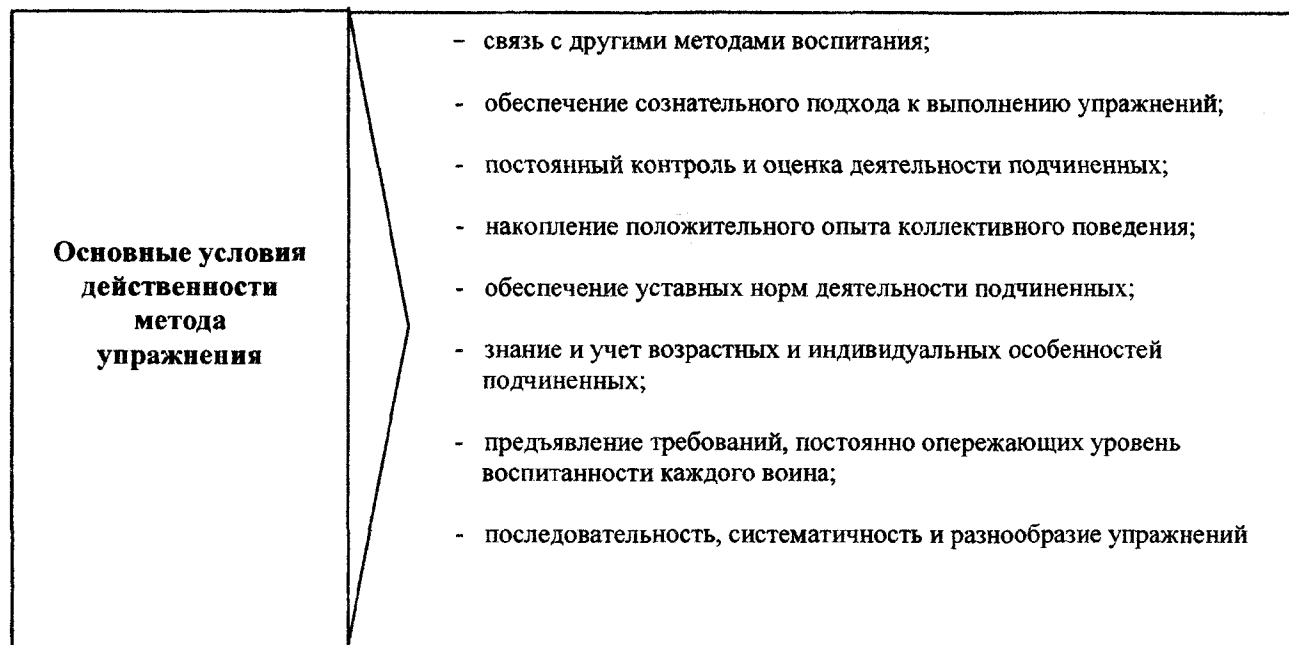 Основные условия
действенности
метода
упражнения
- связь с другими методами воспитания;
- обеспечение сознательного подхода к выполнению упражнений;
- постоянный контроль и оценка деятельности подчиненных;
- накопление положительного опыта коллективного поведения;
- обеспечение уставных норм деятельности подчиненных;
- знание и учет возрастных и индивидуальных особенностей
подчиненных;
- предъявление требований, постоянно опережающих уровень
воспитанности каждого воина;
- последовательность, систематичность и разнообразие упражнений